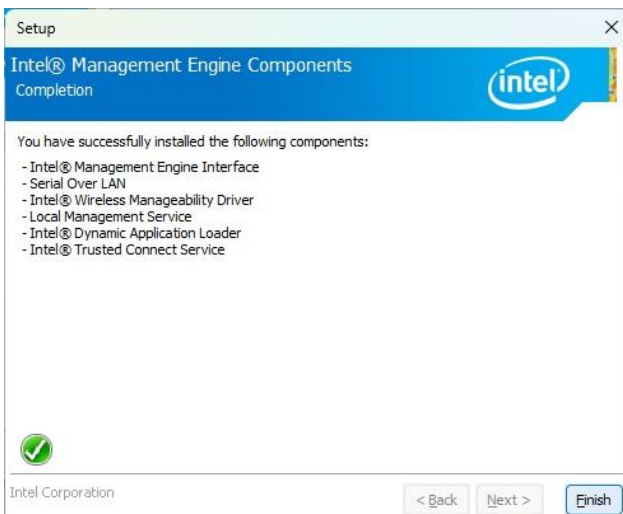 Setup
Intel® Management Engine Components
intel
Completion
You have successfully installed the following components:
- Intel® Management Engine Interface
- Serial Over LAN
- Intel® Wireless Manageability Driver
- Local Management Service
- Intel® Dynamic Application Loader
- Intel® Trusted Connect Service
Intel Corporation
< Back Next > Finish